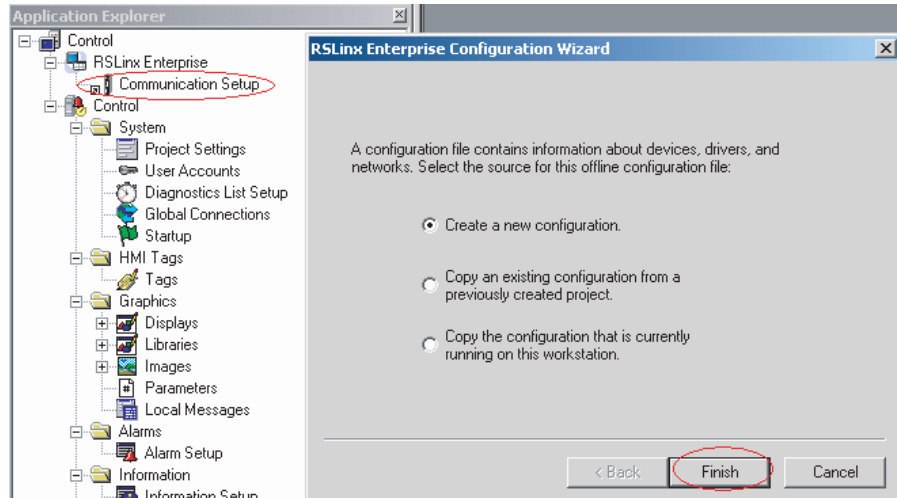 Application Explorer
Control
RSLinx Enterprise
Communication Setup
Control
System
Project Settings
User Accounts
Diagnostics List Setup
Global Connections
Startup
HMI Tags
Tags
Graphics
Displays
Libraries
Images
Parameters
Local Messages
Alarms
Alarm Setup
Information
Information Setup
RSLinx Enterprise Configuration Wizard
A configuration file contains information about devices, drivers, and
networks. Select the source for this offline configuration file:
Create a new configuration.
Copy an existing configuration from a
previously created project.
Copy the configuration that is currently
running on this workstation.
< Back
Finish
Cancel